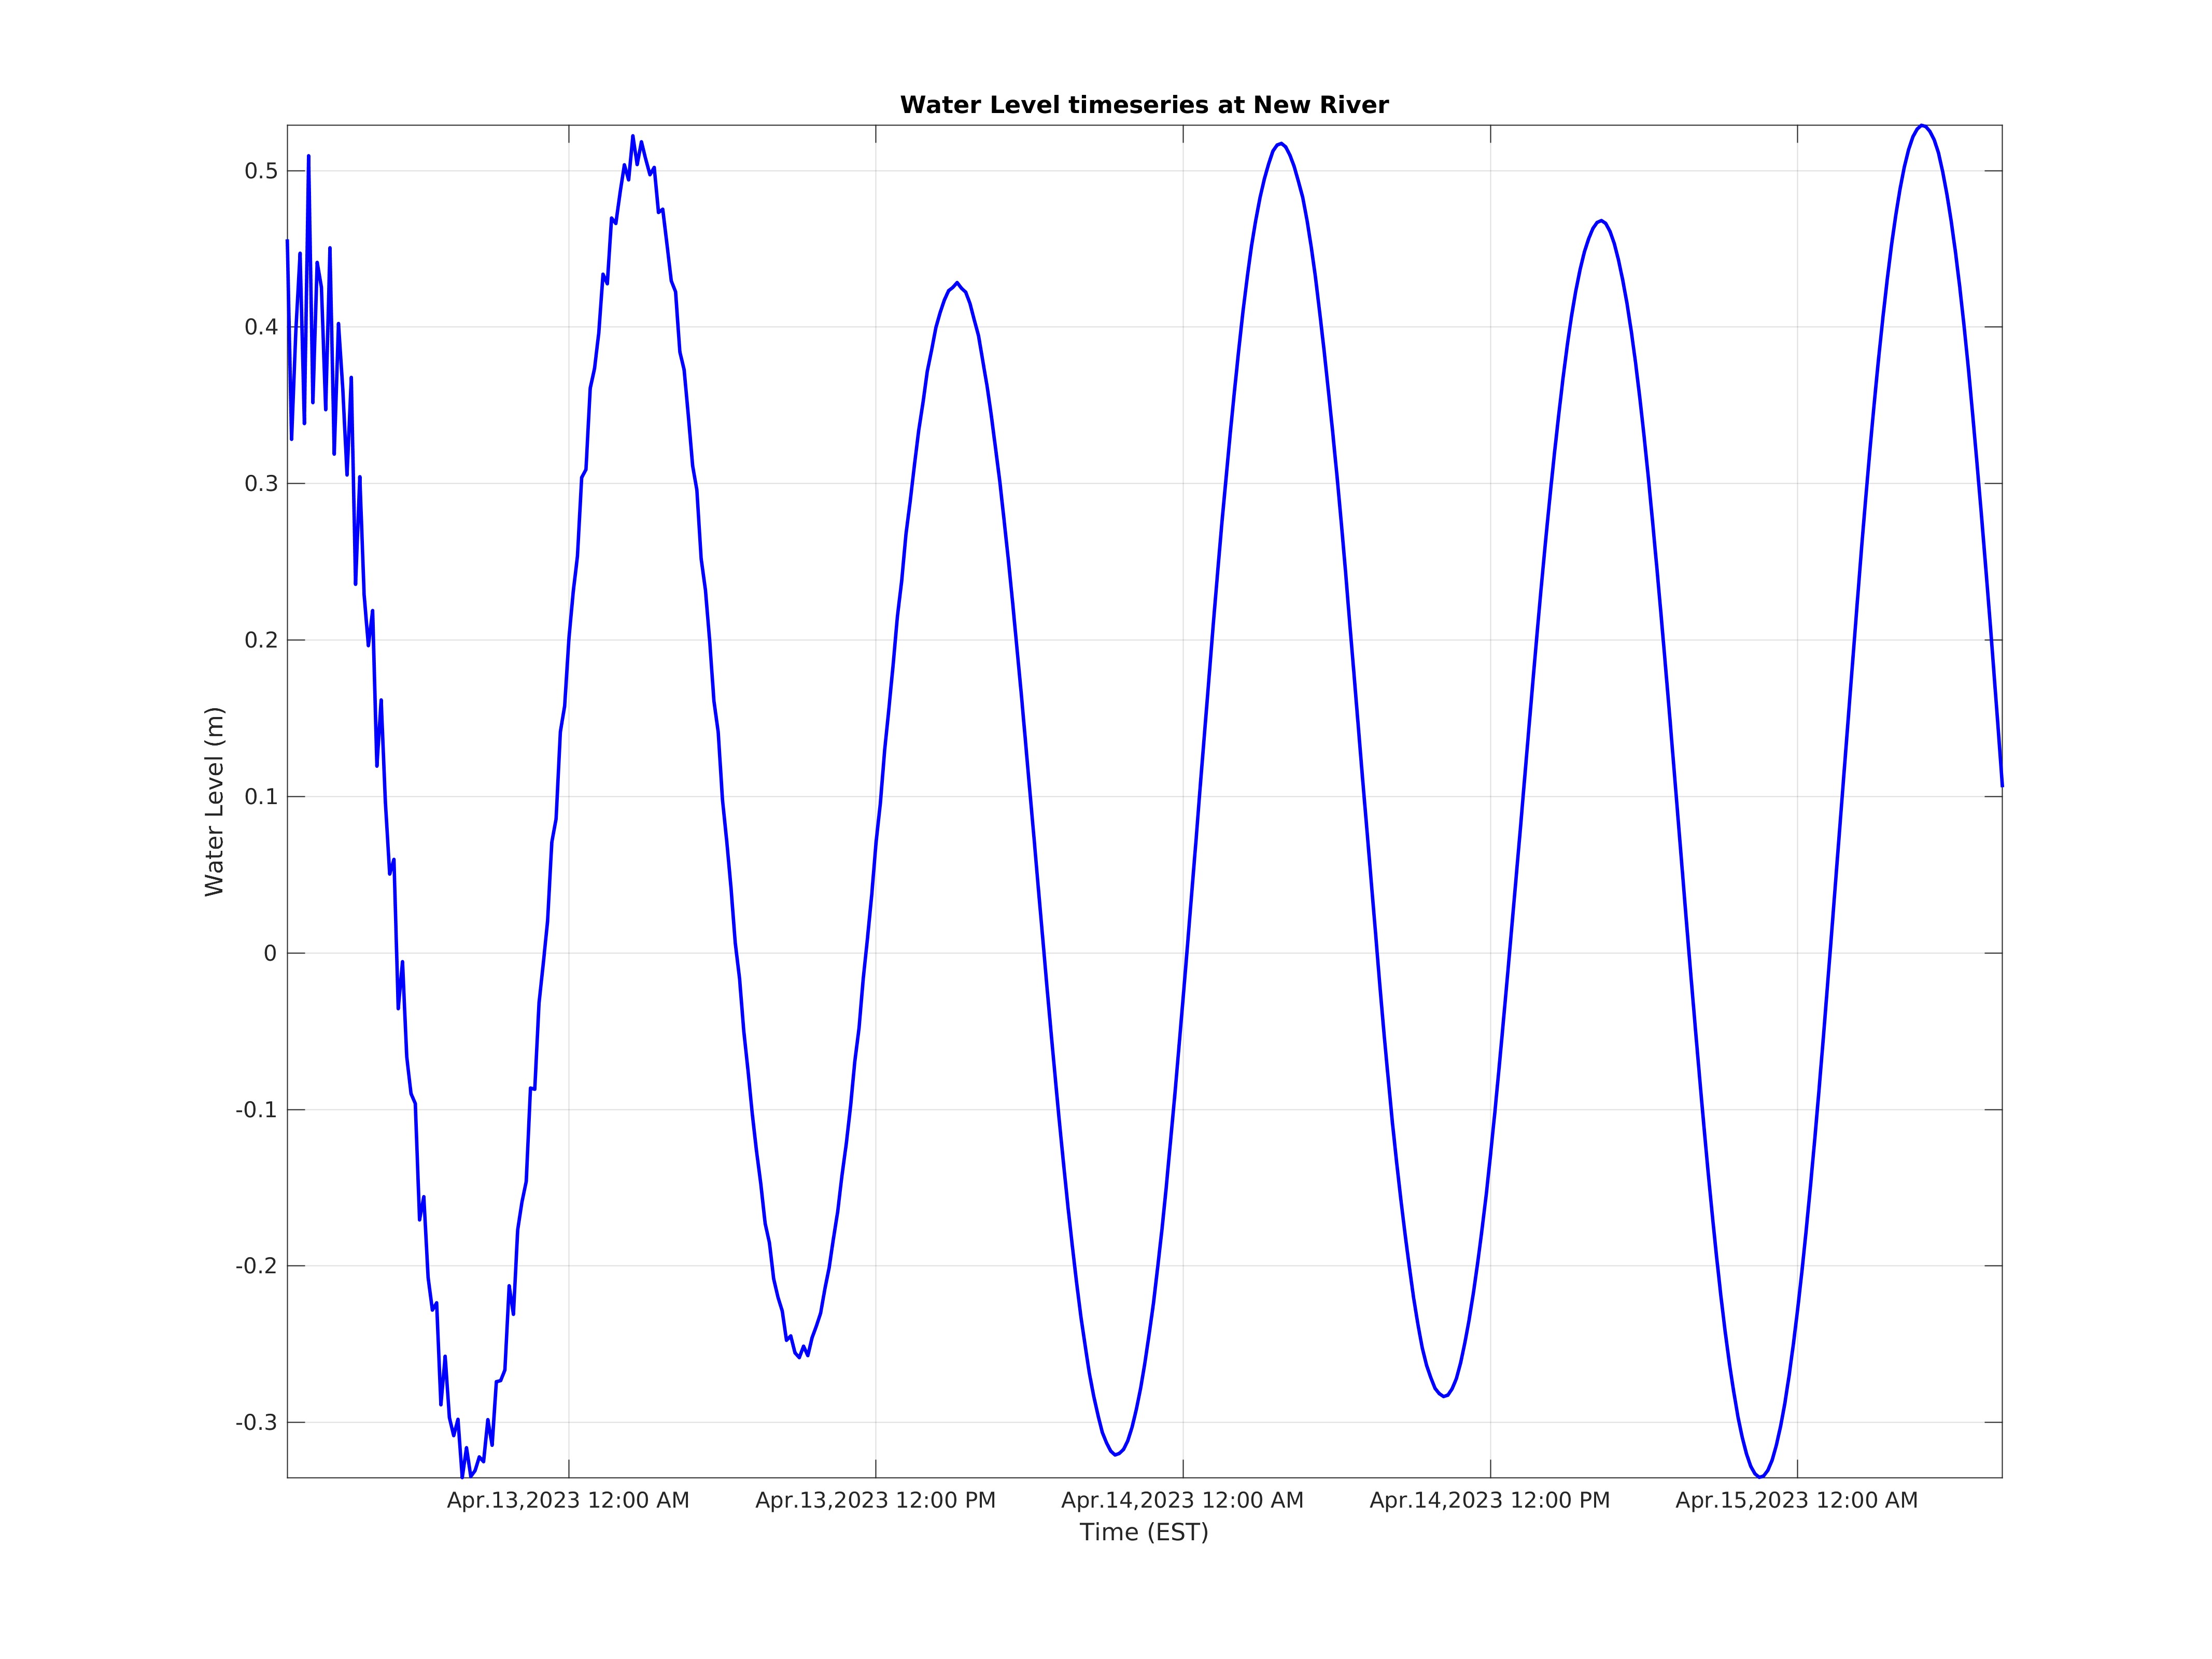 Water Level timeseries at New River
0.5
0.4
0.3
0.2
0.1
0
-0.1
-0.2
-0.3
Water Level (m)
Apr.13,2023 12:00 AM
Apr.13,2023 12:00 PM
Apr.14,2023 12:00 AM
Apr.14,2023 12:00 PM
Apr.15,2023 12:00 AM
Time (EST)